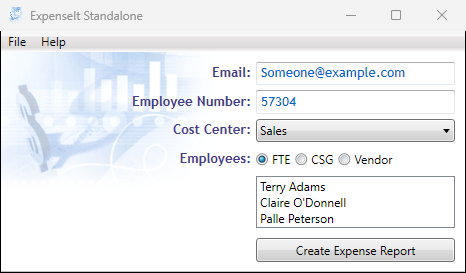 ExpenseIt Standalone
File Help
Email: Someone@example.com
Employee Number: 57304
Cost Center: Sales
Employees: FTE CSG Vendor
Terry Adams
Claire O'Donnell
Palle Peterson
Create Expense Report